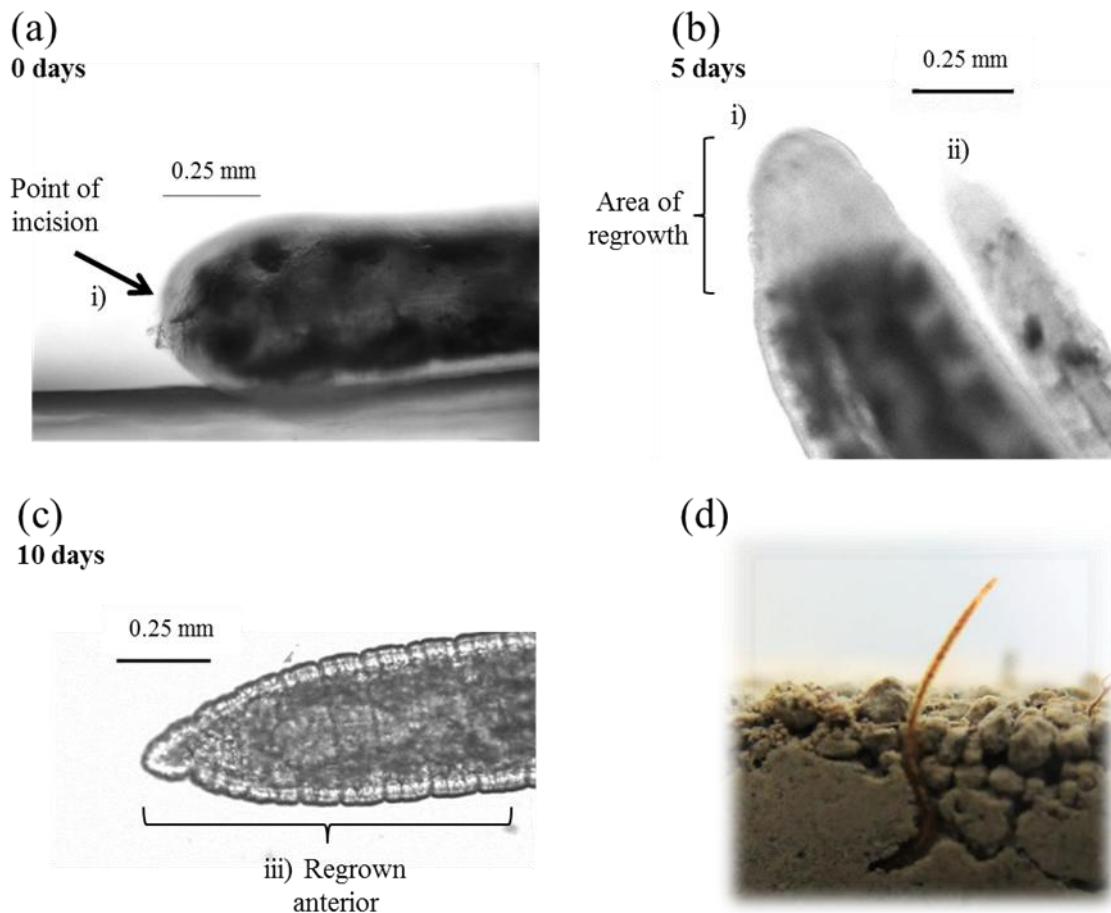 (a)
0 days
0.25 mm
Point of
incision
i)
(b)
5 days
0.25 mm
i)
ii)
Area of
regrowth
(c)
10 days
0.25 mm
iii) Regrown
anterior
(d)